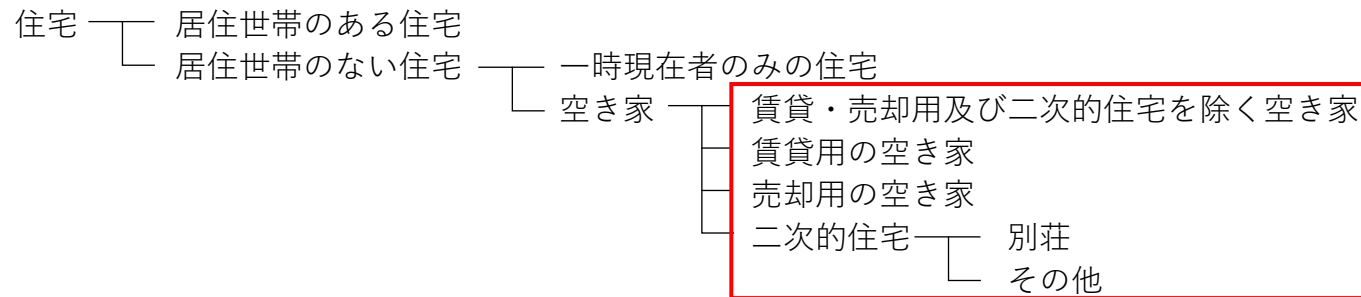 住宅 居住世帯のある住宅
居住世帯のない住宅 一時現在者のみの住宅
空き家 賃貸・売却用及び二次的住宅を除く空き家
賃貸用の空き家
売却用の空き家
二次的住宅 別荘
その他